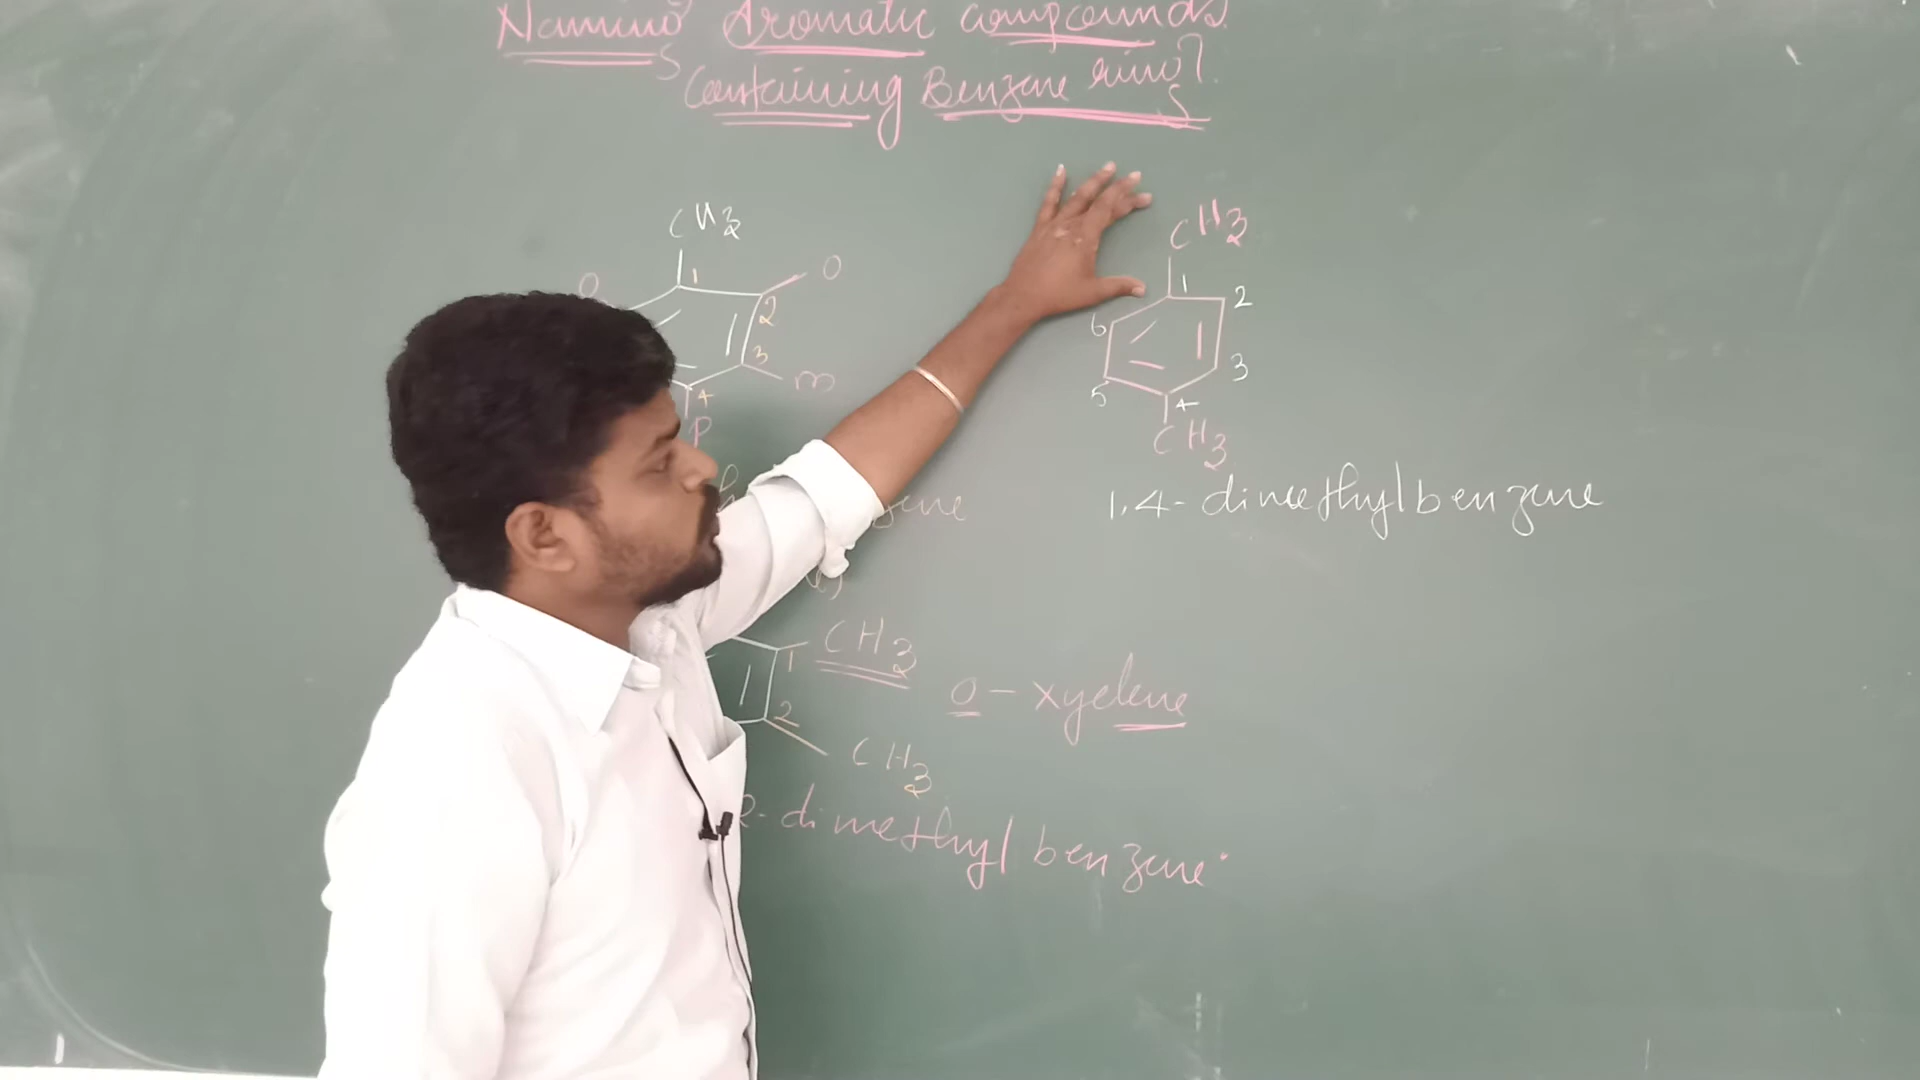 Naming Aromatic compounds
Containing Benzene ring.
CH3
1
O
O
2
3
m
4
P
CH3
1
2
6
3
5
4
CH3
1,4-dimethylbenzene
1
CH3
2
CH3
o - xyelene
2-dimethyl benzene.